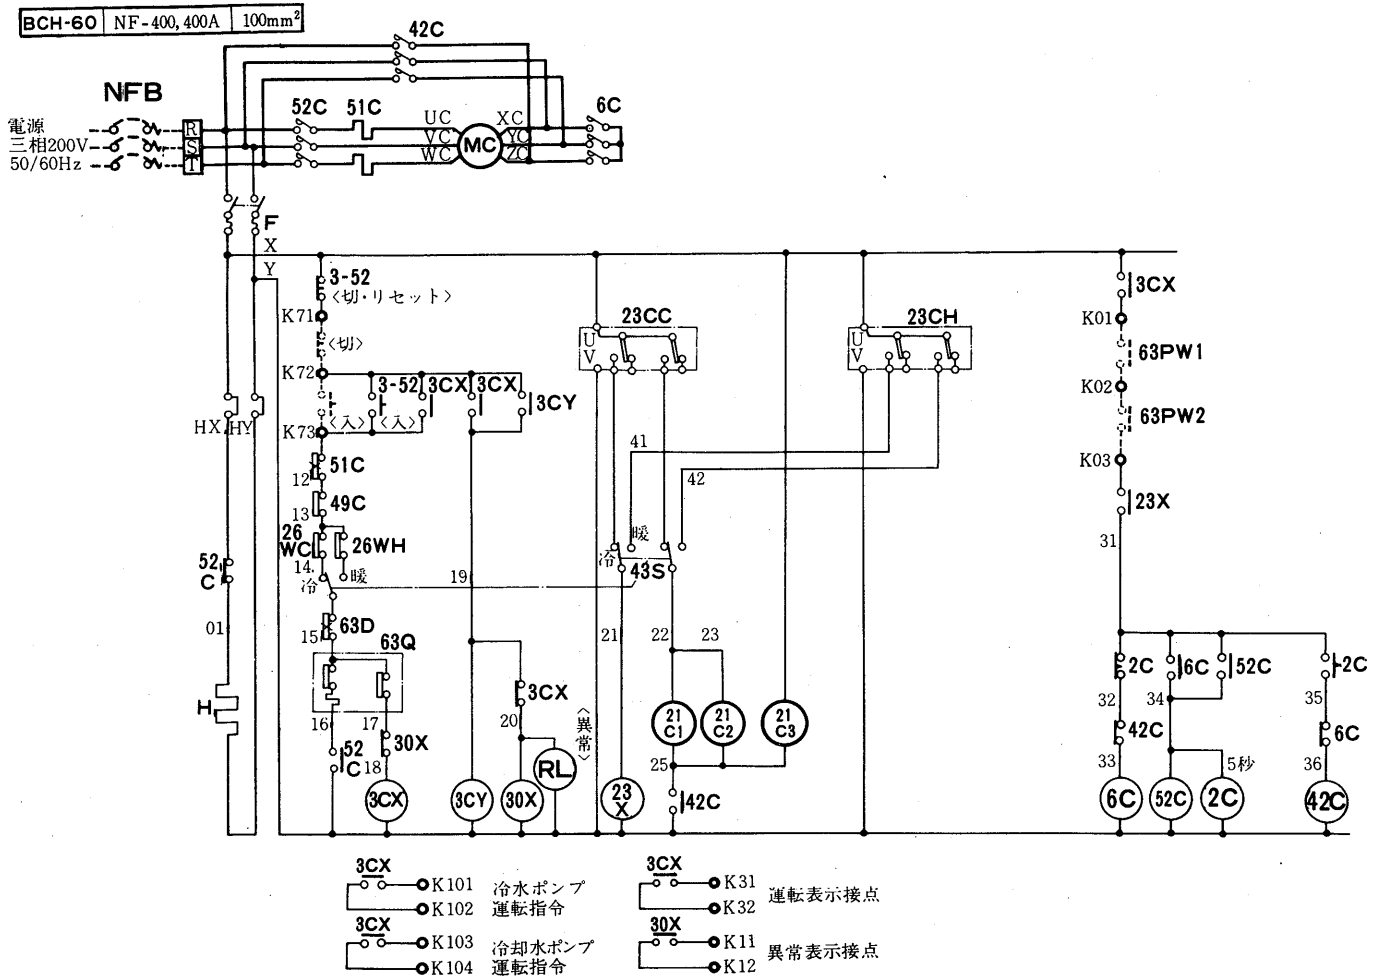 BCH-60 NF-400,400A 100mm²
42C
NFB
52C 51C 6C
UC XC
電源 R
三相200V S VC MC YC
50/60Hz T WC ZC
F
X
Y
3-52
〈切・リセット〉
3CX
K71
23CC 23CH
K01
〈切〉
U
V
U
V
63PW1
K72
K02
3-52 3CX 3CX
3CY
63PW2
〈入〉 〈入〉
HX HY K73
41
K03
51C
12
42
23X
49C
13
26
WC
26WH
暖
31
52
C
14
冷 暖
19
冷
43S
01
63D
15
21 22 23
63Q
2C 6C 52C 2C
3CX
32 34 35
H
16 17
20
〈異常〉
21
C1
21
C2
21
C3
42C 6C
30X
52
C
18
RL
25
33 5秒 36
3CX 3CY 30X
23
X
42C
6C 52C 2C 42C
3CX
K101 冷水ポンプ
K102 運転指令
3CX
K31
K32
運転表示接点
3CX
K103 冷却水ポンプ
K104 運転指令
30X
K11
K12
異常表示接点